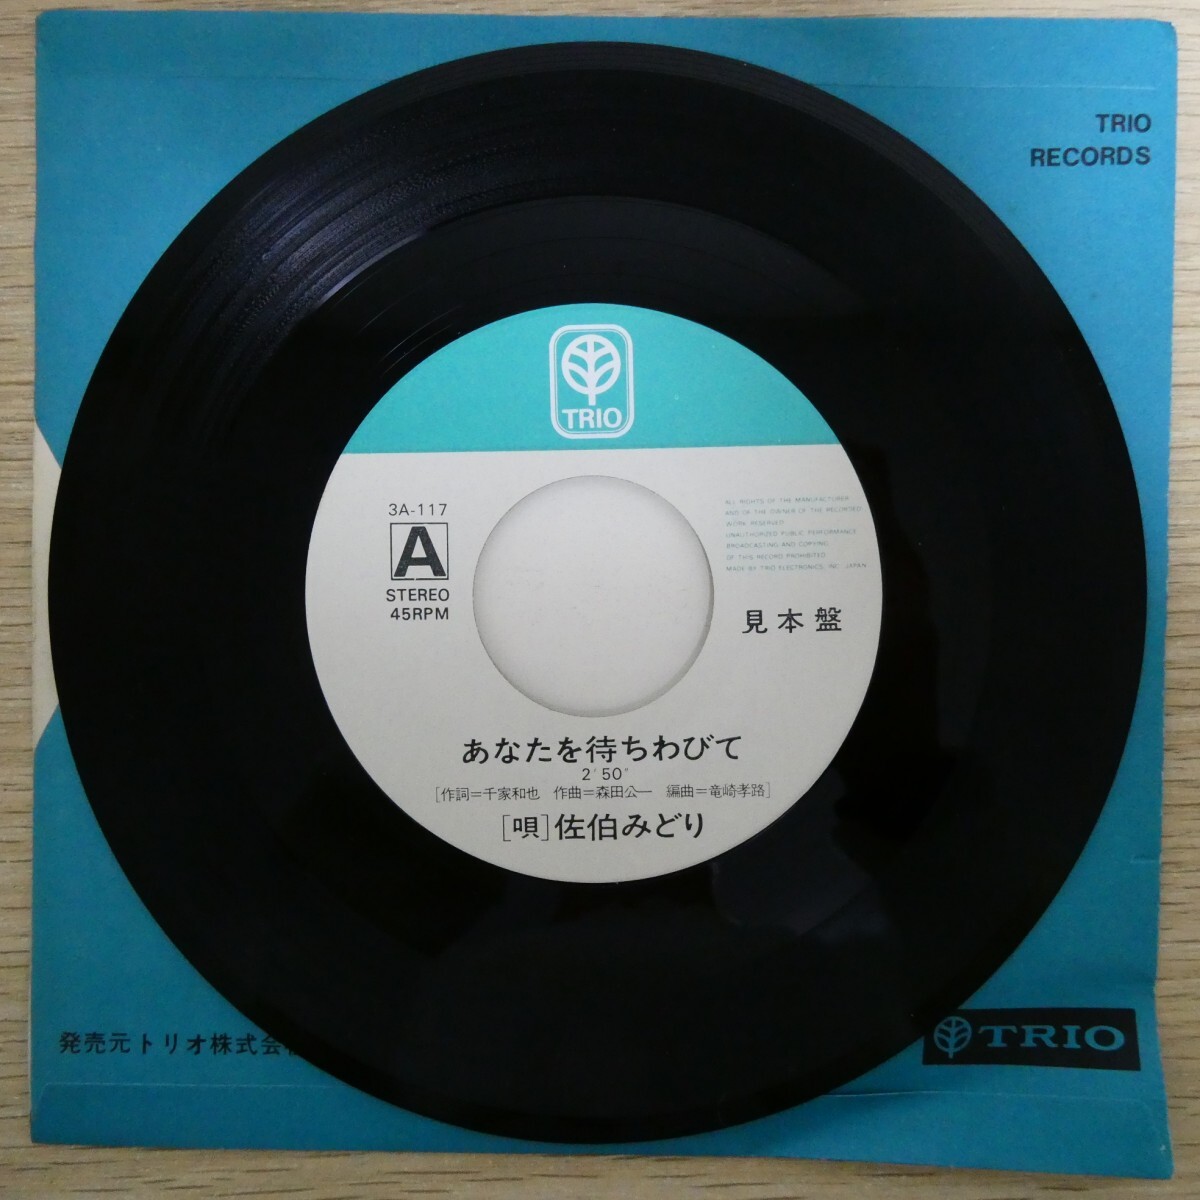 TRIO
RECORDS
TRIO
3A-117
A
STEREO
45RPM
ALL RIGHTS OF THE MANUFACTURER
AND OF THE OWNER OF THE RECORDED
WORK RESERVED
UNAUTHORIZED PUBLIC PERFORMANCE
BROADCASTING AND COPYING
OF THIS RECORD PROHIBITED
MADE BY TRIO ELECTRONICS, INC. JAPAN
見本盤
あなたを待ちわびて
2′50″
[作詞=千家和也 作曲=森田公一 編曲=竜崎孝路]
[唄]佐伯みどり
発売元トリオ株式会
TRIO